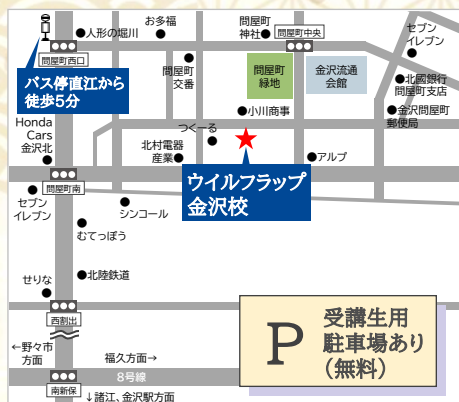 人形の堀川
お多福
問屋町
神社
問屋町中央
セブン
イレブン
問屋町西口
バス停直江から
徒歩5分
問屋町
交番
問屋町
緑地
金沢流通
会館
北國銀行
問屋町支店
小川商事
金沢問屋町
郵便局
Honda
Cars
金沢北
つくーる
北村電器
産業
アルプ
ウイルフラップ
金沢校
問屋町南
セブン
イレブン
シンコール
むてっぽう
せりな
北陸鉄道
西割出
←野々市
方面
福久方面→
8号線
南新保
↓諸江、金沢駅方面
P
受講生用
駐車場あり
(無料)